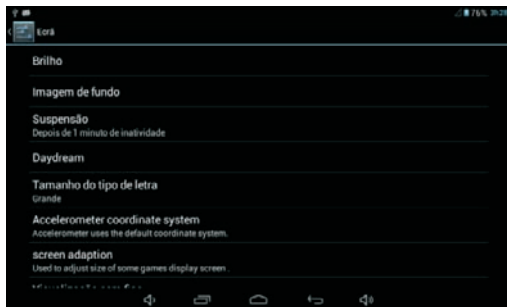 76%
Ecrã
Brilho
Imagem de fundo
Suspensão
Depois de 1 minuto de inatividade
Daydream
Tamanho do tipo de letra
Grande
Accelerometer coordinate system
Accelerometer uses the default coordinate system.
screen adaption
Used to adjust size of some games display screen .